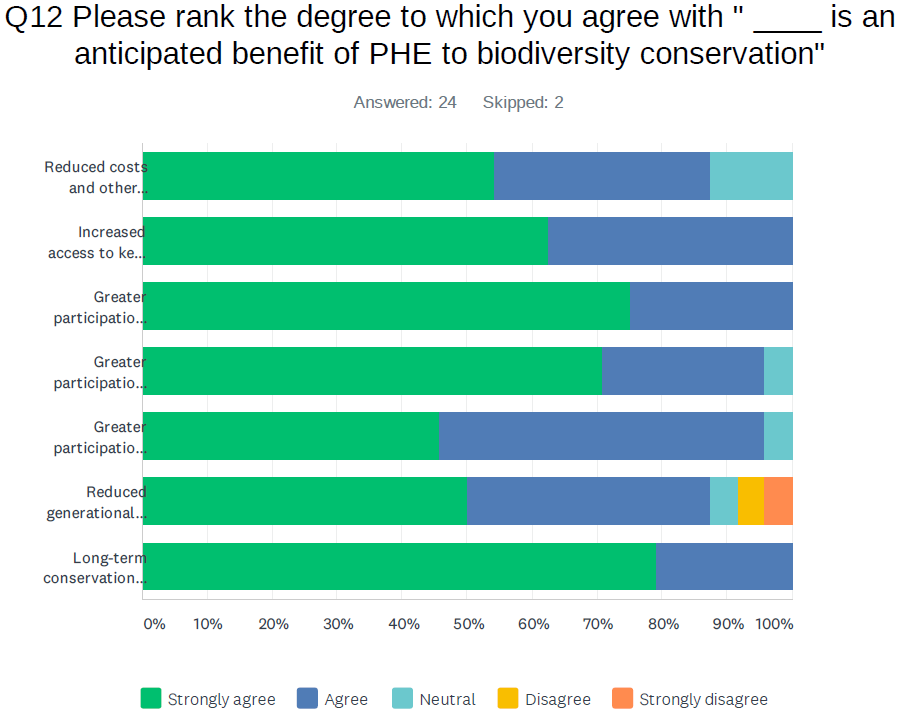 Q12 Please rank the degree to which you agree with " ____ is an
anticipated benefit of PHE to biodiversity conservation"
Answered: 24 Skipped: 2
Reduced costs
and other...
Increased
access to ke...
Greater
participatio...
Greater
participatio...
Greater
participatio...
Reduced
generational...
Long-term
conservation...
0% 10% 20% 30% 40% 50% 60% 70% 80% 90% 100%
Strongly agree Agree Neutral Disagree Strongly disagree